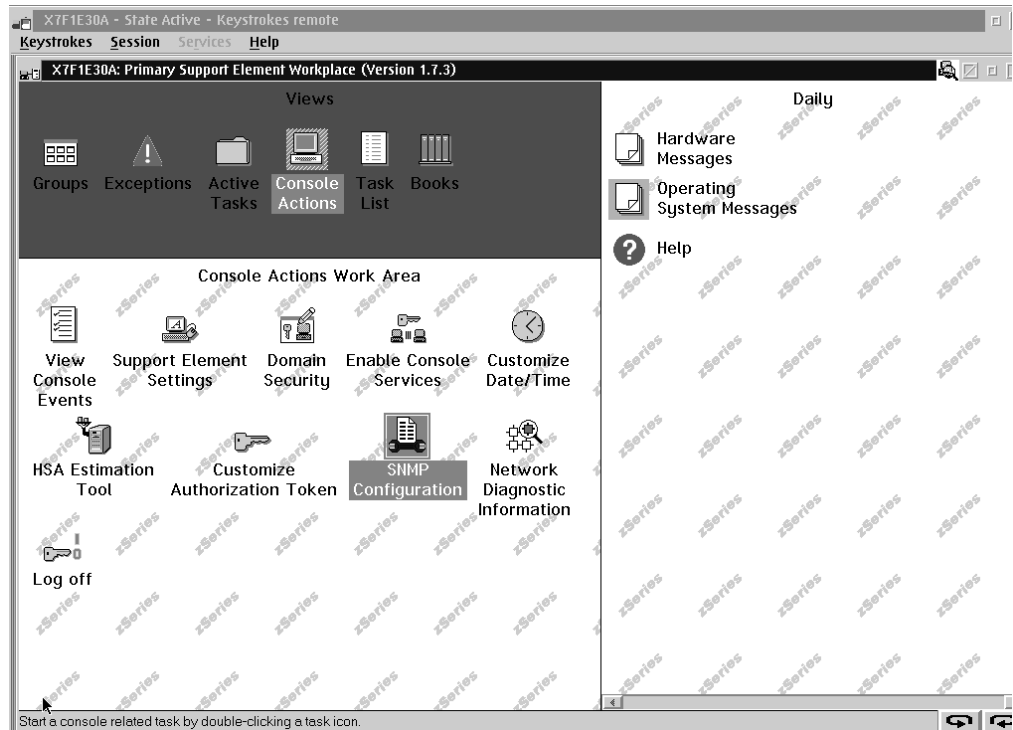 X7F1E30A - State Active - Keystrokes remote
Keystrokes Session Services Help
X7F1E30A: Primary Support Element Workplace (Version 1.7.3)
Views
Groups
Exceptions
Active
Tasks
Console
Actions
Task
List
Books
Daily
Hardware
Messages
Operating
System Messages
Help
Console Actions Work Area
View
Console
Events
Support Element
Settings
Domain
Security
Enable Console
Services
Customize
Date/Time
HSA Estimation
Tool
Customize
Authorization Token
SNMP
Configuration
Network
Diagnostic
Information
Log off
zSeries
Start a console related task by double-clicking a task icon.